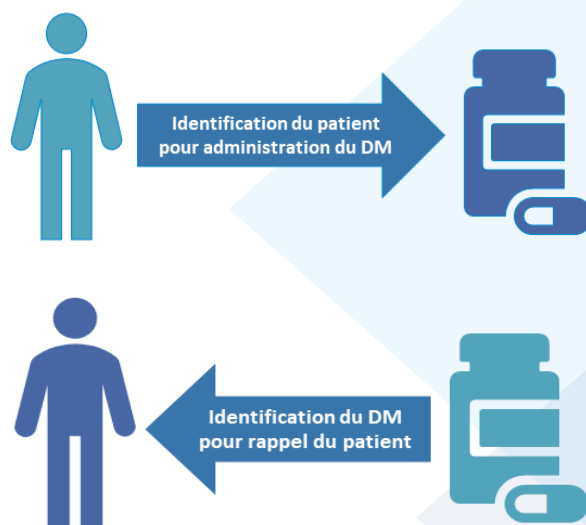 Identification du patient
pour administration du DM
Identification du DM
pour rappel du patient